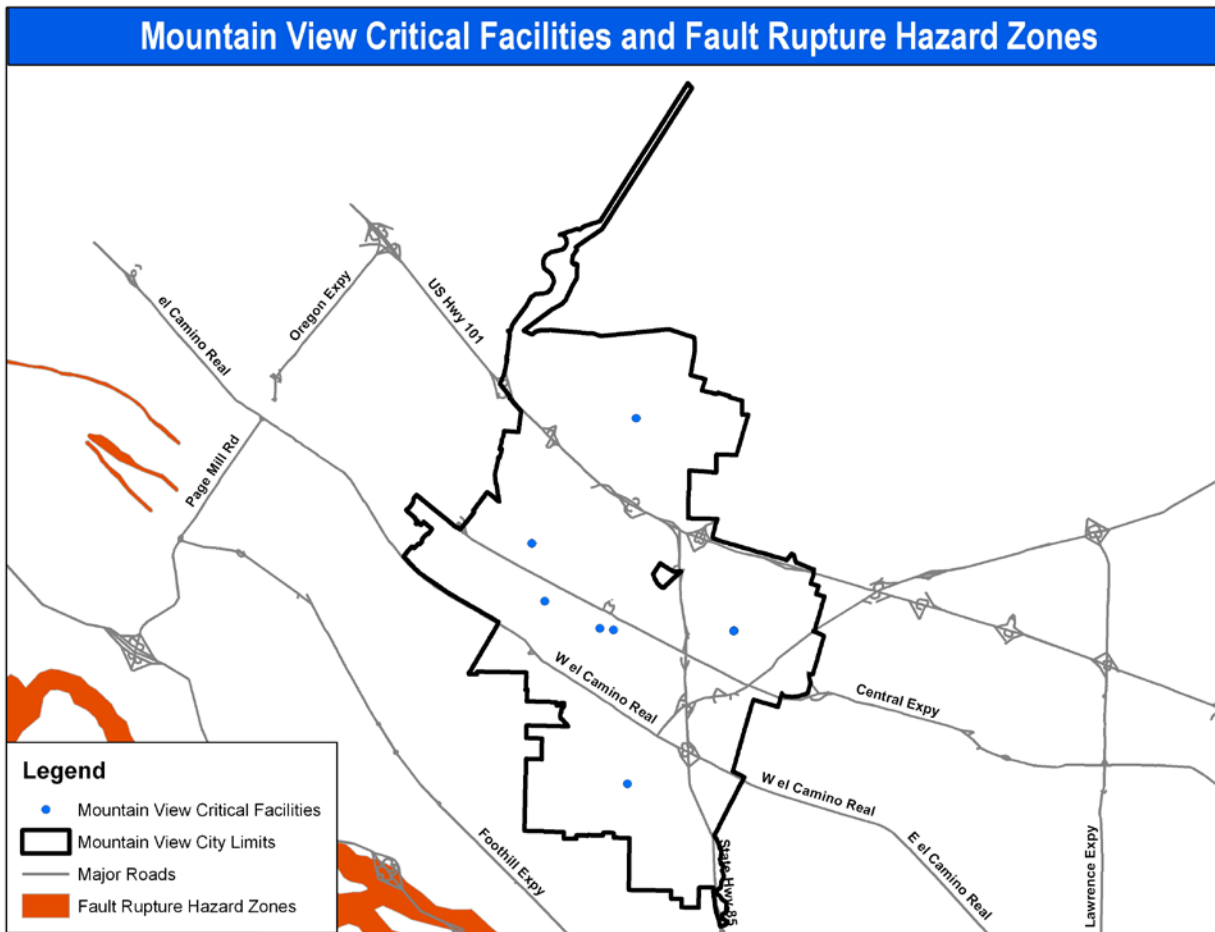 Mountain View Critical Facilities and Fault Rupture Hazard Zones
el Camino Real
Oregon Expy
US Hwy 101
Page Mill Rd
W el Camino Real
Central Expy
W el Camino Real
E el Camino Real
Foothill Expy
State Hwy 85
Lawrence Expy
Legend
Mountain View Critical Facilities
Mountain View City Limits
Major Roads
Fault Rupture Hazard Zones